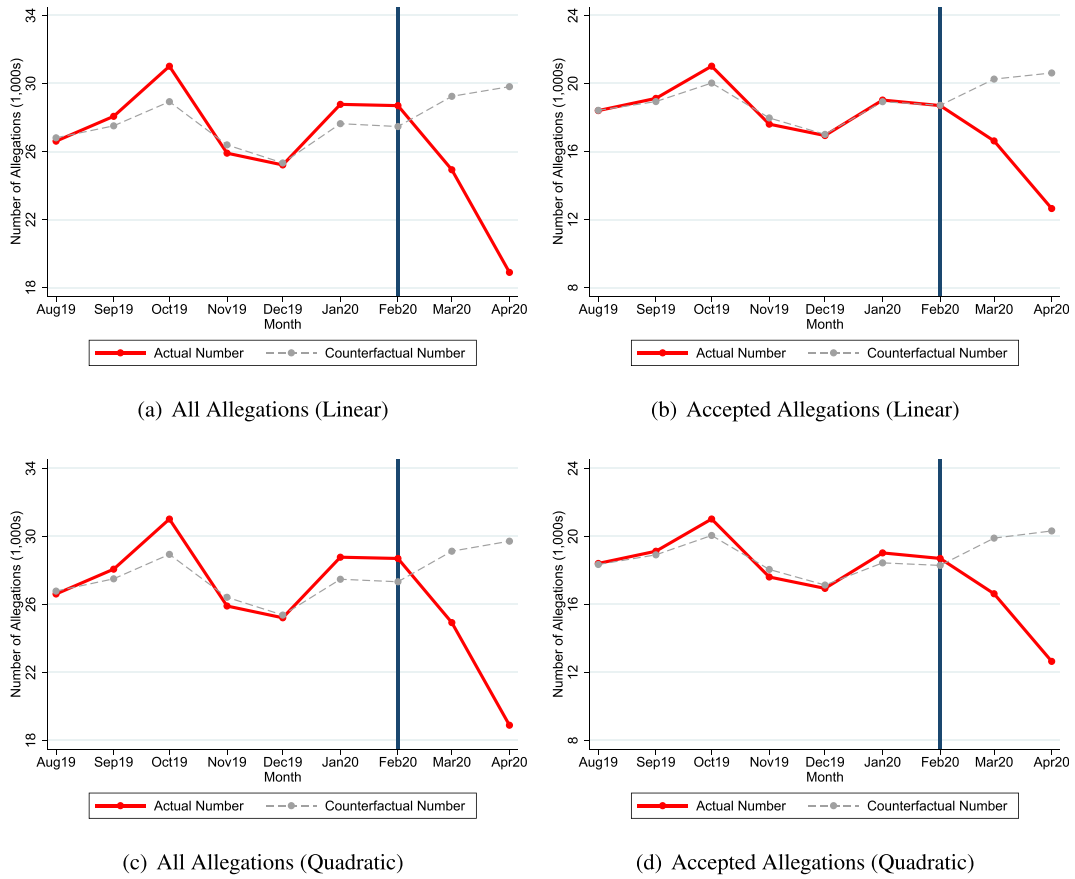 Number of Allegations (1,000s)
34
30
26
22
18
Aug19 Sep19 Oct19 Nov19 Dec19 Jan20 Feb20 Mar20 Apr20
Month
Actual Number Counterfactual Number
(a) All Allegations (Linear)
Number of Allegations (1,000s)
24
20
16
12
8
Aug19 Sep19 Oct19 Nov19 Dec19 Jan20 Feb20 Mar20 Apr20
Month
Actual Number Counterfactual Number
(b) Accepted Allegations (Linear)
Number of Allegations (1,000s)
34
30
26
22
18
Aug19 Sep19 Oct19 Nov19 Dec19 Jan20 Feb20 Mar20 Apr20
Month
Actual Number Counterfactual Number
(c) All Allegations (Quadratic)
Number of Allegations (1,000s)
24
20
16
12
8
Aug19 Sep19 Oct19 Nov19 Dec19 Jan20 Feb20 Mar20 Apr20
Month
Actual Number Counterfactual Number
(d) Accepted Allegations (Quadratic)